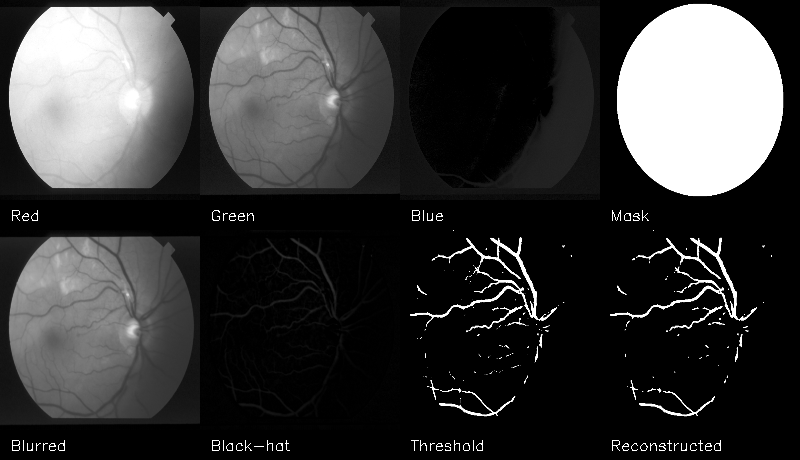 Red
Green
Blue
Mask
Blurred
Black-hat
Threshold
Reconstructed